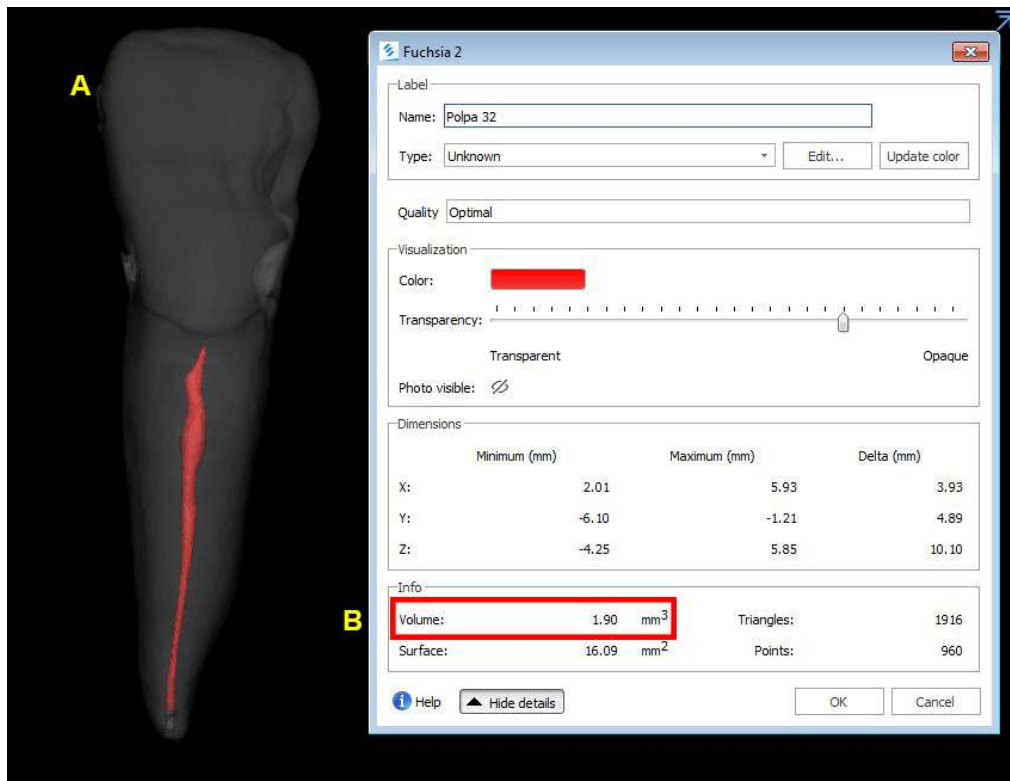 A
Fuchsia 2
Label
Name: Polpa 32
Type: Unknown Edit... Update color
Quality Optimal
Visualization
Color:
Transparency:
Transparent Opaque
Photo visible:
Dimensions
Minimum (mm) Maximum (mm) Delta (mm)
X: 2.01 5.93 3.93
Y: -6.10 -1.21 4.89
Z: -4.25 5.85 10.10
Info
B
Volume: 1.90 mm3 Triangles: 1916
Surface: 16.09 mm2 Points: 960
Help Hide details OK Cancel